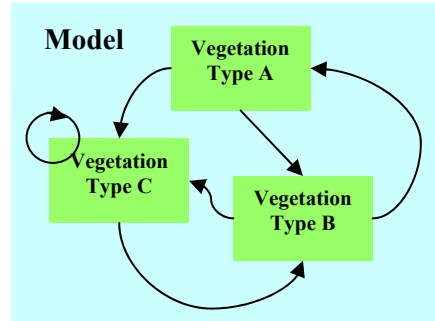 Model
Vegetation
Type A
Vegetation
Type C
Vegetation
Type B